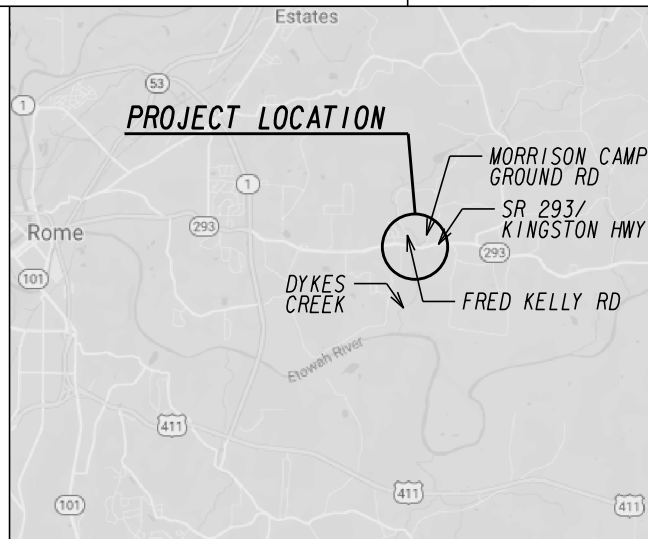 Estates
53
1
PROJECT LOCATION
MORRISON CAMP
GROUND RD
1
SR 293/
KINGSTON HWY
293
Rome
293
101
DYKES
CREEK
FRED KELLY RD
Etowah River
411
411
411
101